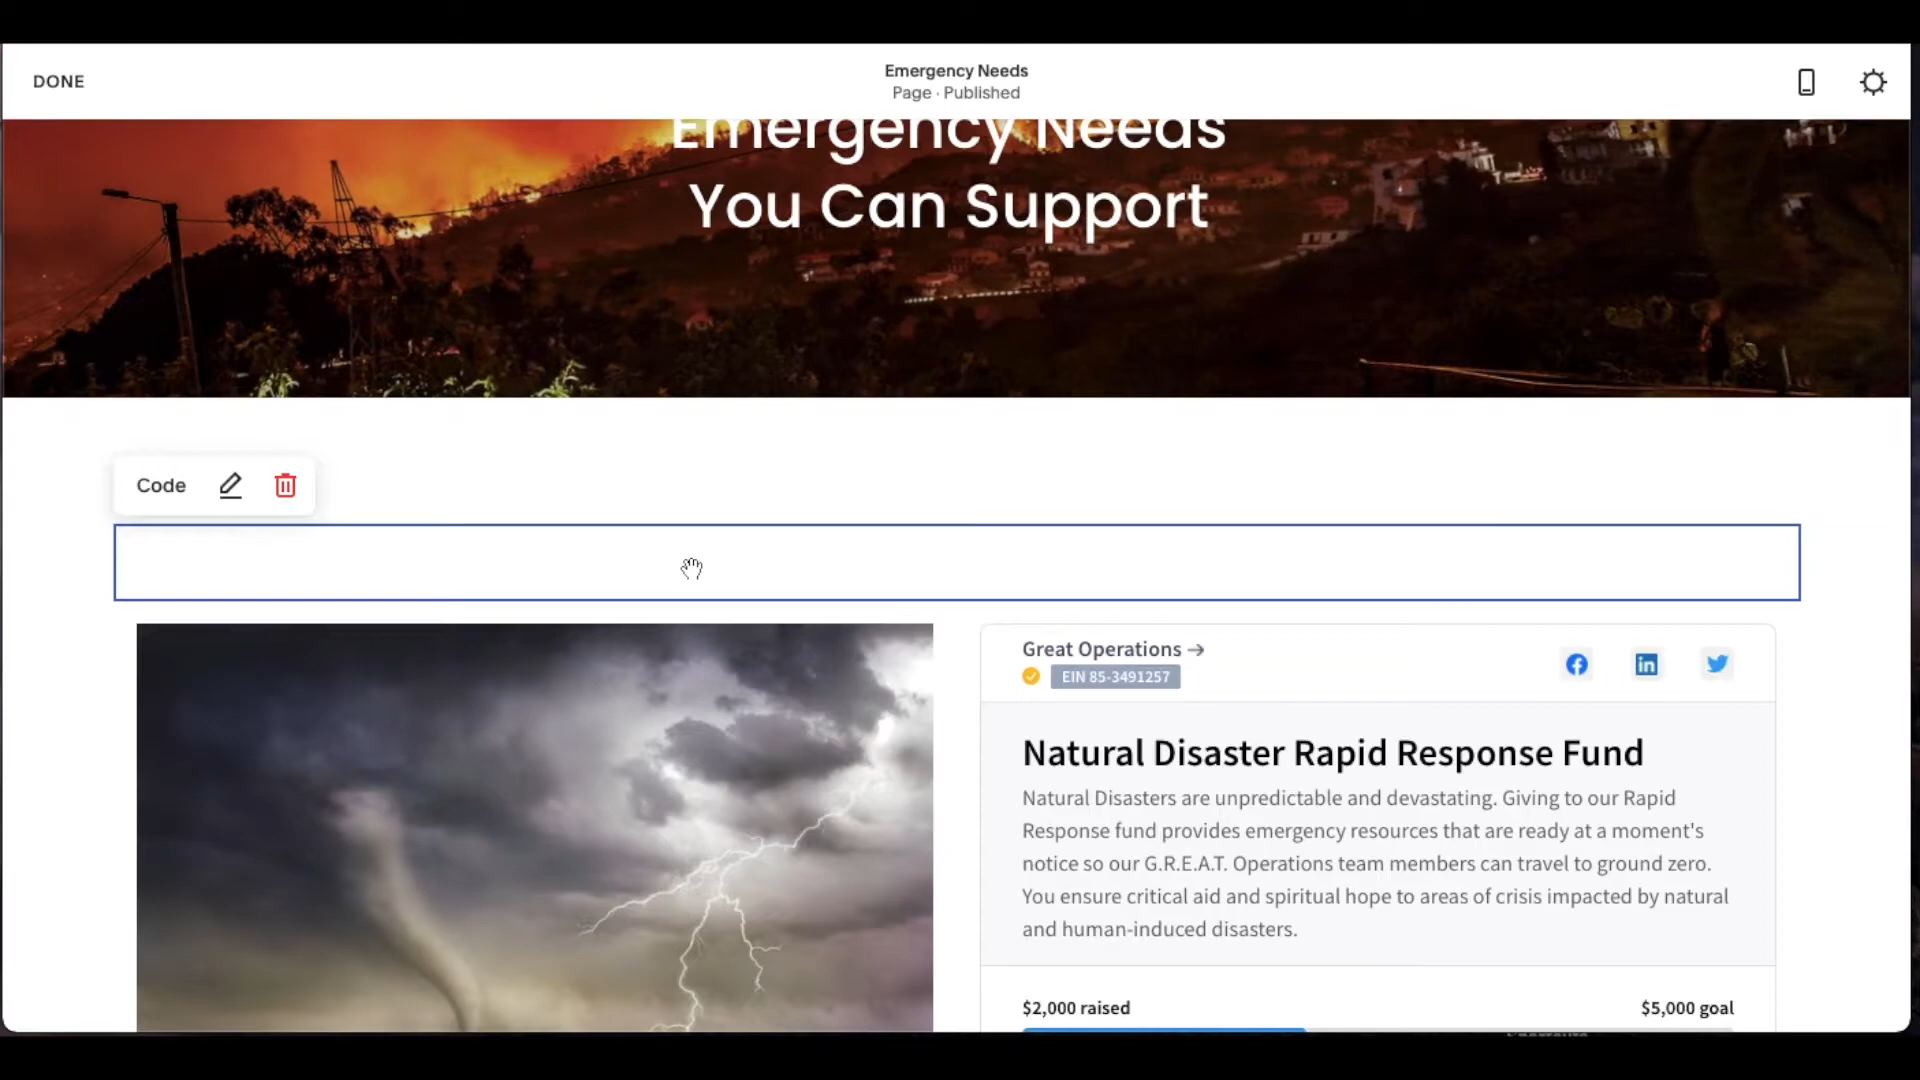 DONE
Emergency Needs
Page · Published
Emergency Needs
You Can Support
Code
Great Operations →
EIN 85-3491257
Natural Disaster Rapid Response Fund
Natural Disasters are unpredictable and devastating. Giving to our Rapid
Response fund provides emergency resources that are ready at a moment's
notice so our G.R.E.A.T. Operations team members can travel to ground zero.
You ensure critical aid and spiritual hope to areas of crisis impacted by natural
and human-induced disasters.
$2,000 raised
$5,000 goal